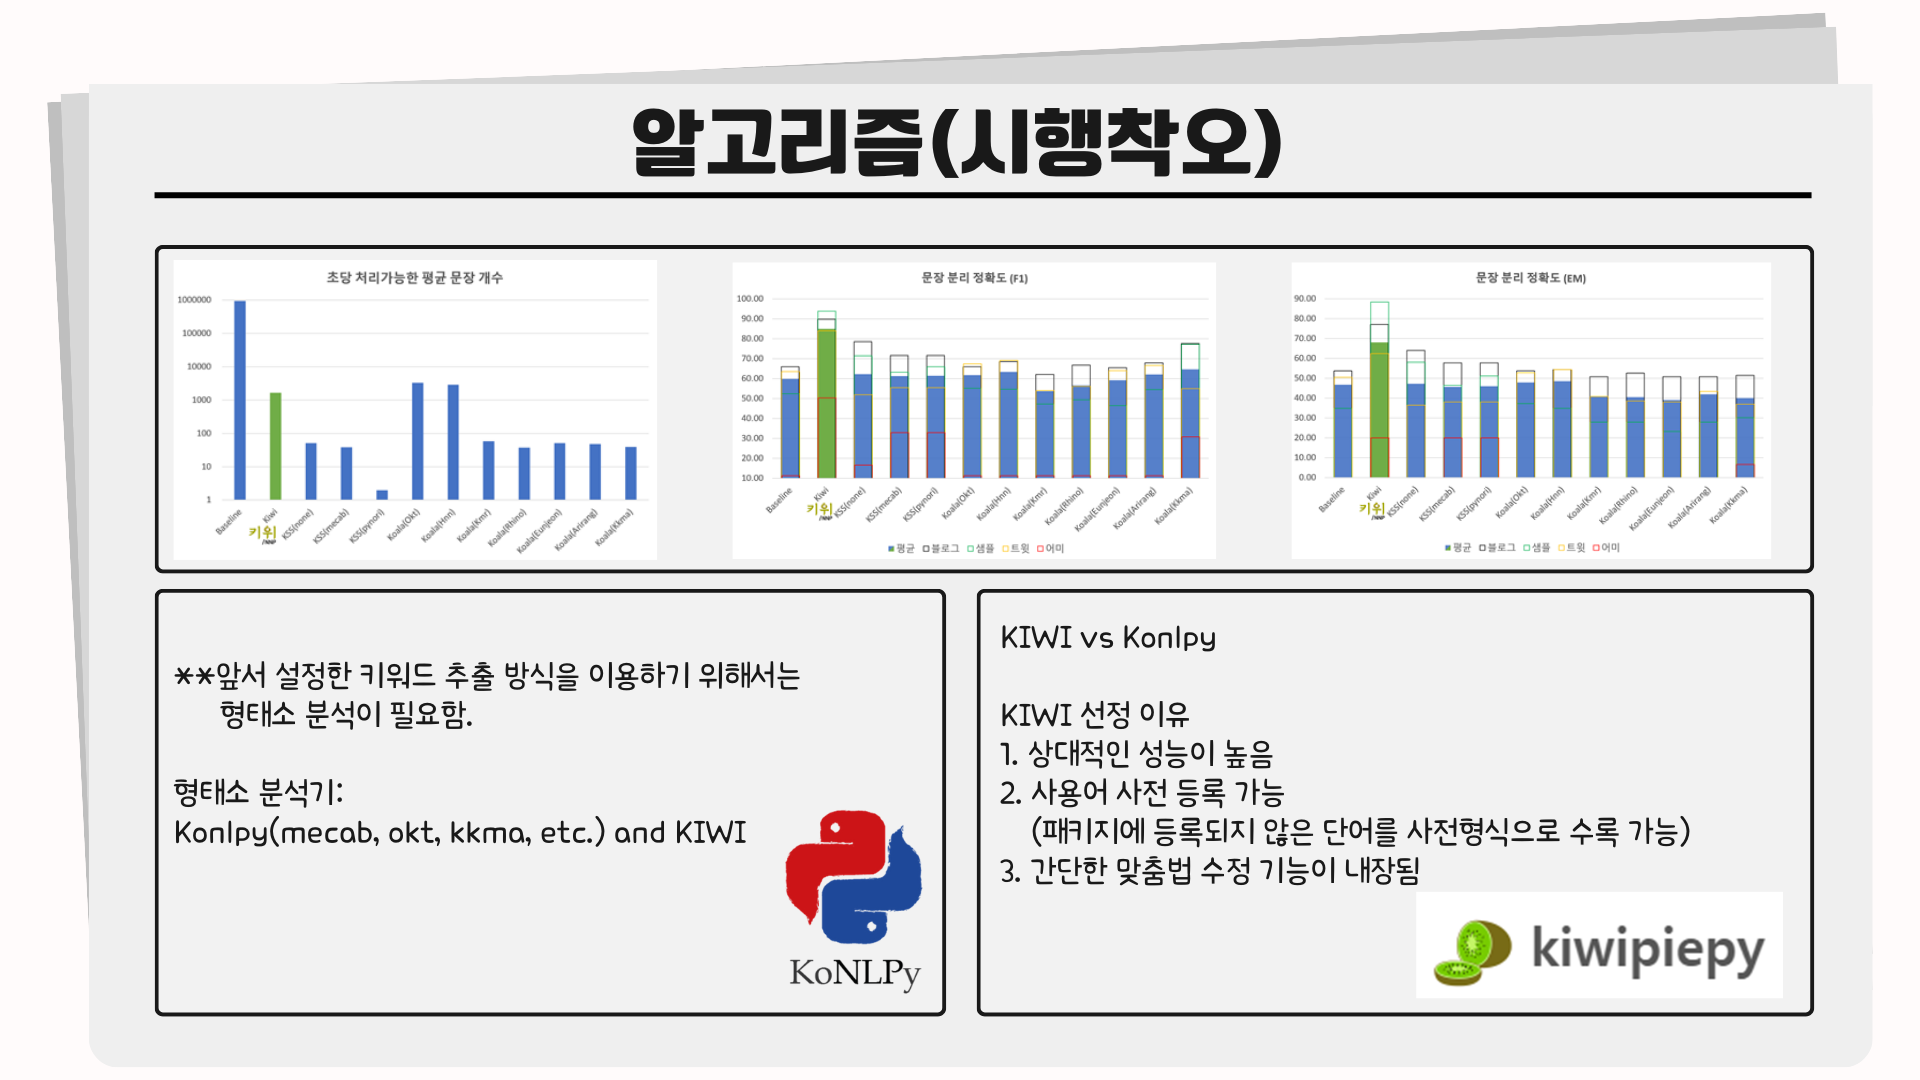 알고리즘(시행착오)
초당 처리가능한 평균 문장 개수
1000000
100000
10000
1000
100
10
1
Baseline
Kiwi
키위
/NNP
KSS(none)
KSS(mecab)
KSS(pynori)
Koala(Okt)
Koala(Hnn)
Koala(Kmr)
Koala(Rhino)
Koala(Eunjeon)
Koala(Arirang)
Koala(Kkma)
문장 분리 정확도 (F1)
100.00
90.00
80.00
70.00
60.00
50.00
40.00
30.00
20.00
10.00
Baseline
Kiwi
키위
/NNP
KSS(none)
KSS(mecab)
KSS(pynori)
Koala(Okt)
Koala(Hnn)
Koala(Kmr)
Koala(Rhino)
Koala(Eunjeon)
Koala(Arirang)
Koala(Kkma)
평균 블로그 샘플 트윗 어미
문장 분리 정확도 (EM)
90.00
80.00
70.00
60.00
50.00
40.00
30.00
20.00
10.00
0.00
Baseline
Kiwi
키위
/NNP
KSS(none)
KSS(mecab)
KSS(pynori)
Koala(Okt)
Koala(Hnn)
Koala(Kmr)
Koala(Rhino)
Koala(Eunjeon)
Koala(Arirang)
Koala(Kkma)
평균 블로그 샘플 트윗 어미
**앞서 설정한 키워드 추출 방식을 이용하기 위해서는
형태소 분석이 필요함.
형태소 분석기:
Konlpy(mecab, okt, kkma, etc.) and KIWI
KoNLPy
KIWI vs Konlpy
KIWI 선정 이유
1. 상대적인 성능이 높음
2. 사용어 사전 등록 가능
(패키지에 등록되지 않은 단어를 사전형식으로 수록 가능)
3. 간단한 맞춤법 수정 기능이 내장됨
kiwipiepy